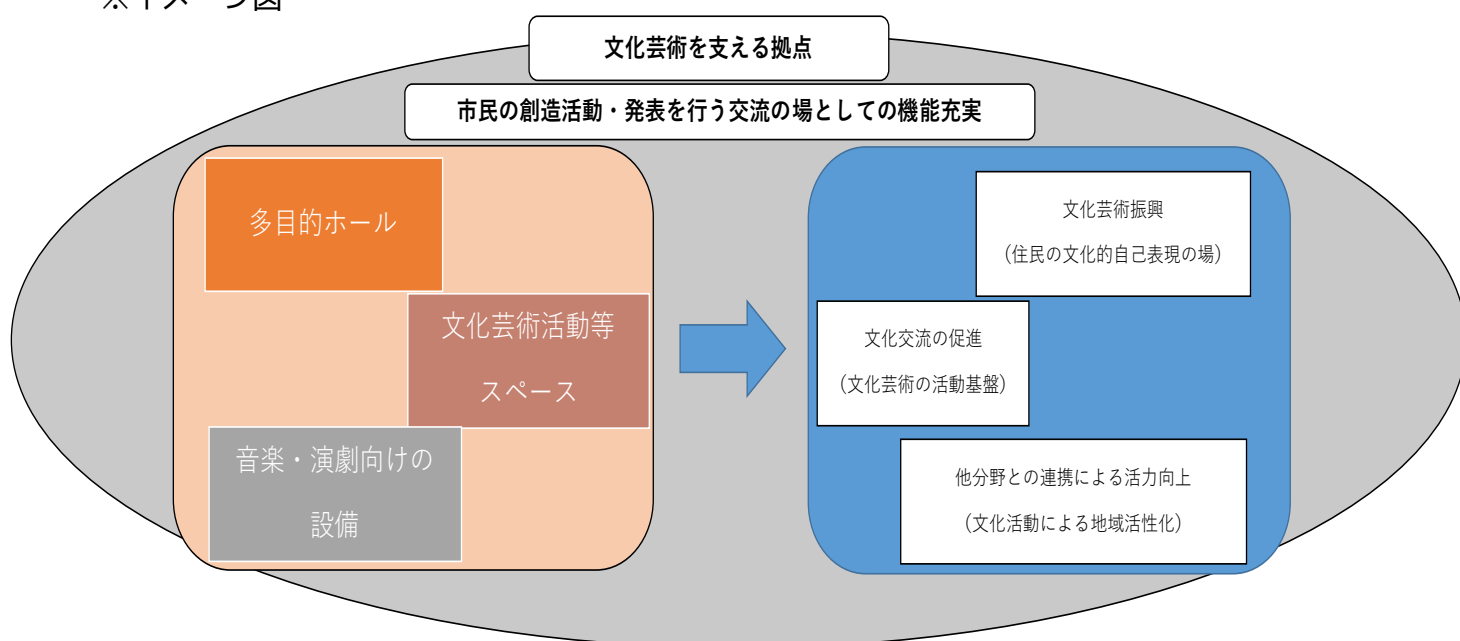 ※イメージ図
文化芸術を支える拠点
市民の創造活動・発表を行う交流の場としての機能充実
多目的ホール
文化芸術活動等
スペース
音楽・演劇向けの
設備
文化芸術振興
（住民の文化的自己表現の場）
文化交流の促進
（文化芸術の活動基盤）
他分野との連携による活力向上
（文化活動による地域活性化）